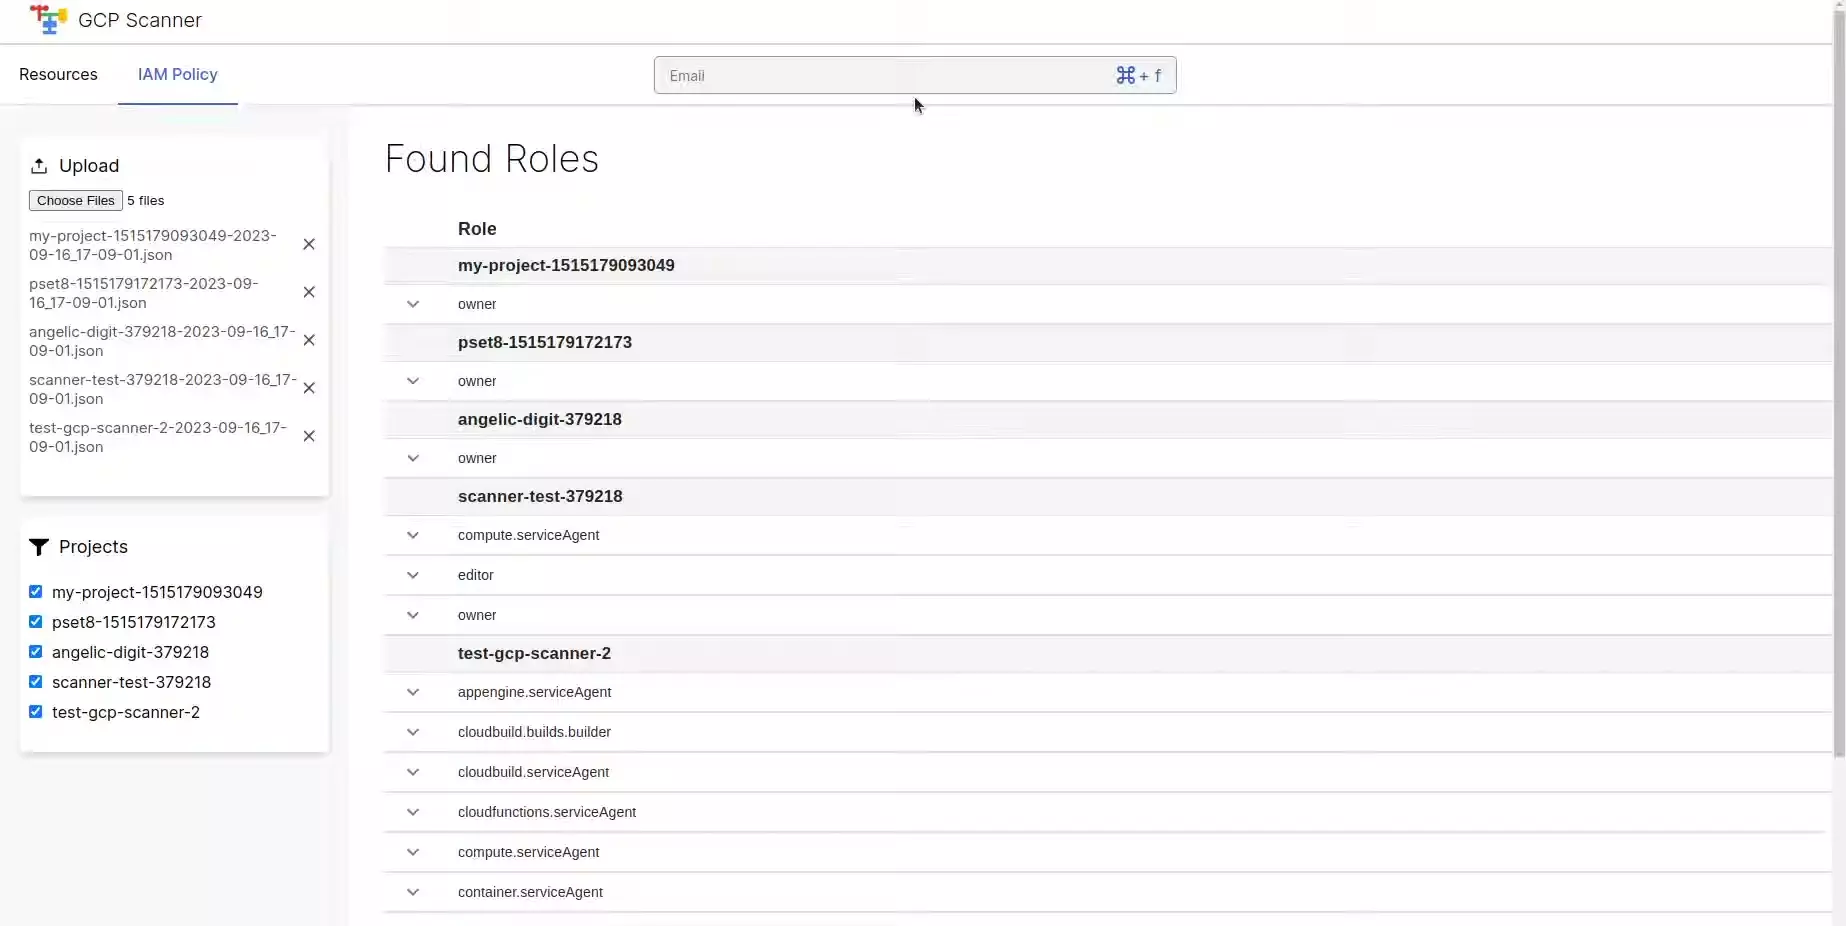 GCP Scanner
Resources
IAM Policy
Email
⌘ + f
Upload
Choose Files 5 files
my-project-1515179093049-2023-
09-16_17-09-01.json
pset8-1515179172173-2023-09-
16_17-09-01.json
angelic-digit-379218-2023-09-16_17-
09-01.json
scanner-test-379218-2023-09-16_17-
09-01.json
test-gcp-scanner-2-2023-09-16_17-
09-01.json
Projects
my-project-1515179093049
pset8-1515179172173
angelic-digit-379218
scanner-test-379218
test-gcp-scanner-2
Found Roles
Role
my-project-1515179093049
owner
pset8-1515179172173
owner
angelic-digit-379218
owner
scanner-test-379218
compute.serviceAgent
editor
owner
test-gcp-scanner-2
appengine.serviceAgent
cloudbuild.builds.builder
cloudbuild.serviceAgent
cloudfunctions.serviceAgent
compute.serviceAgent
container.serviceAgent